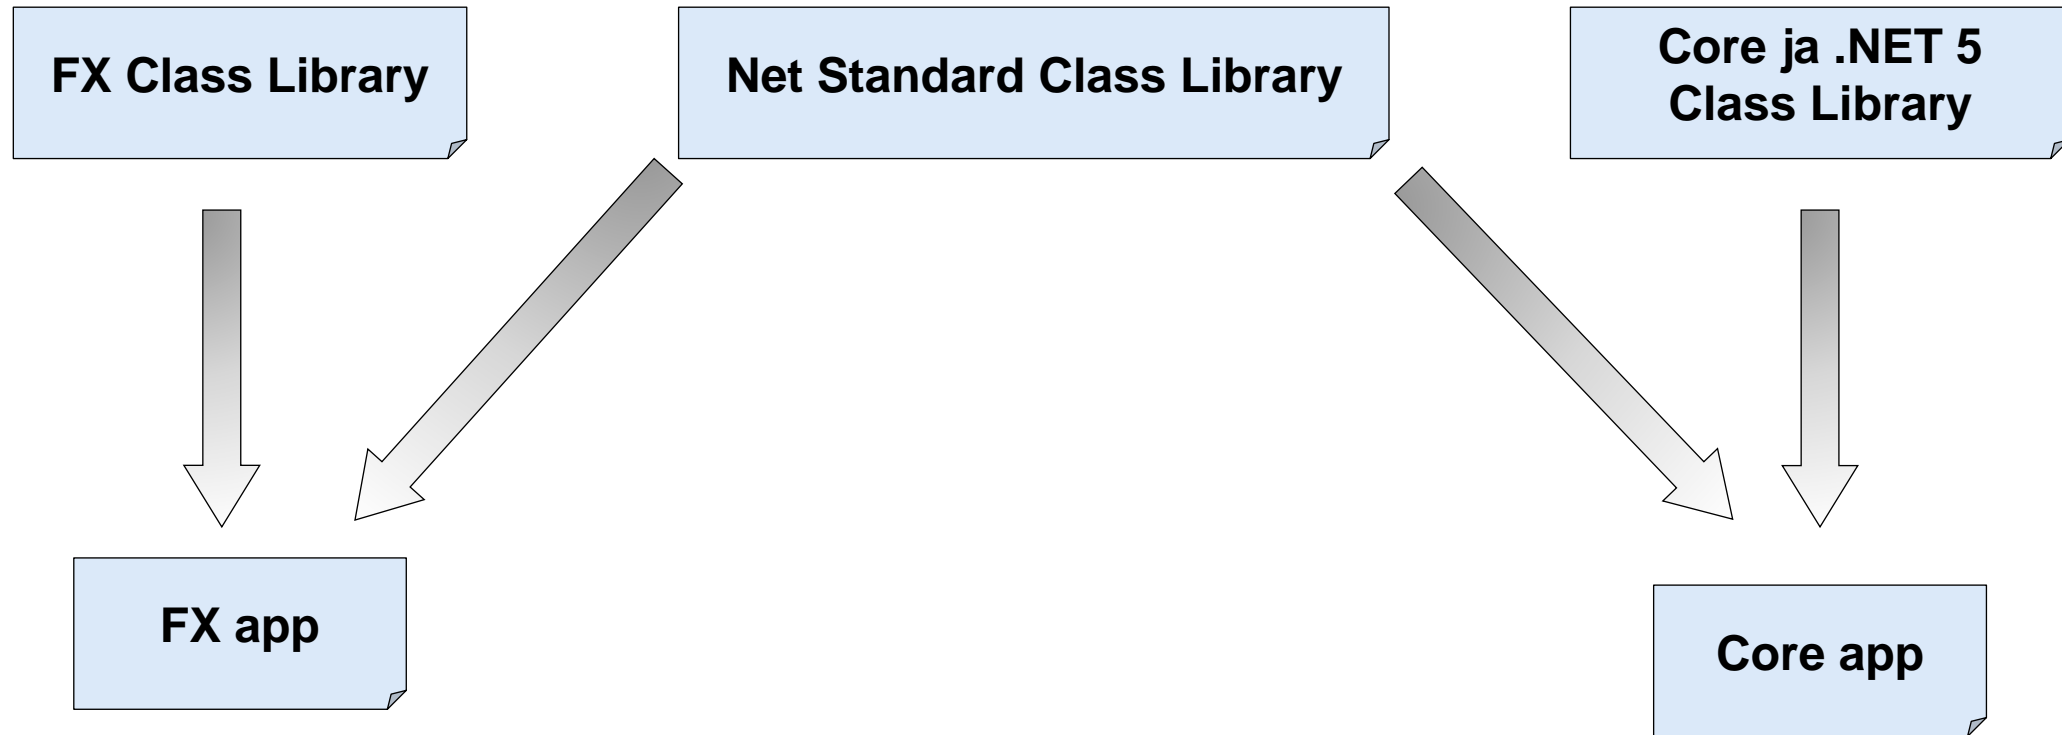 FX Class Library
Net Standard Class Library
Core ja .NET 5
Class Library
FX app
Core app